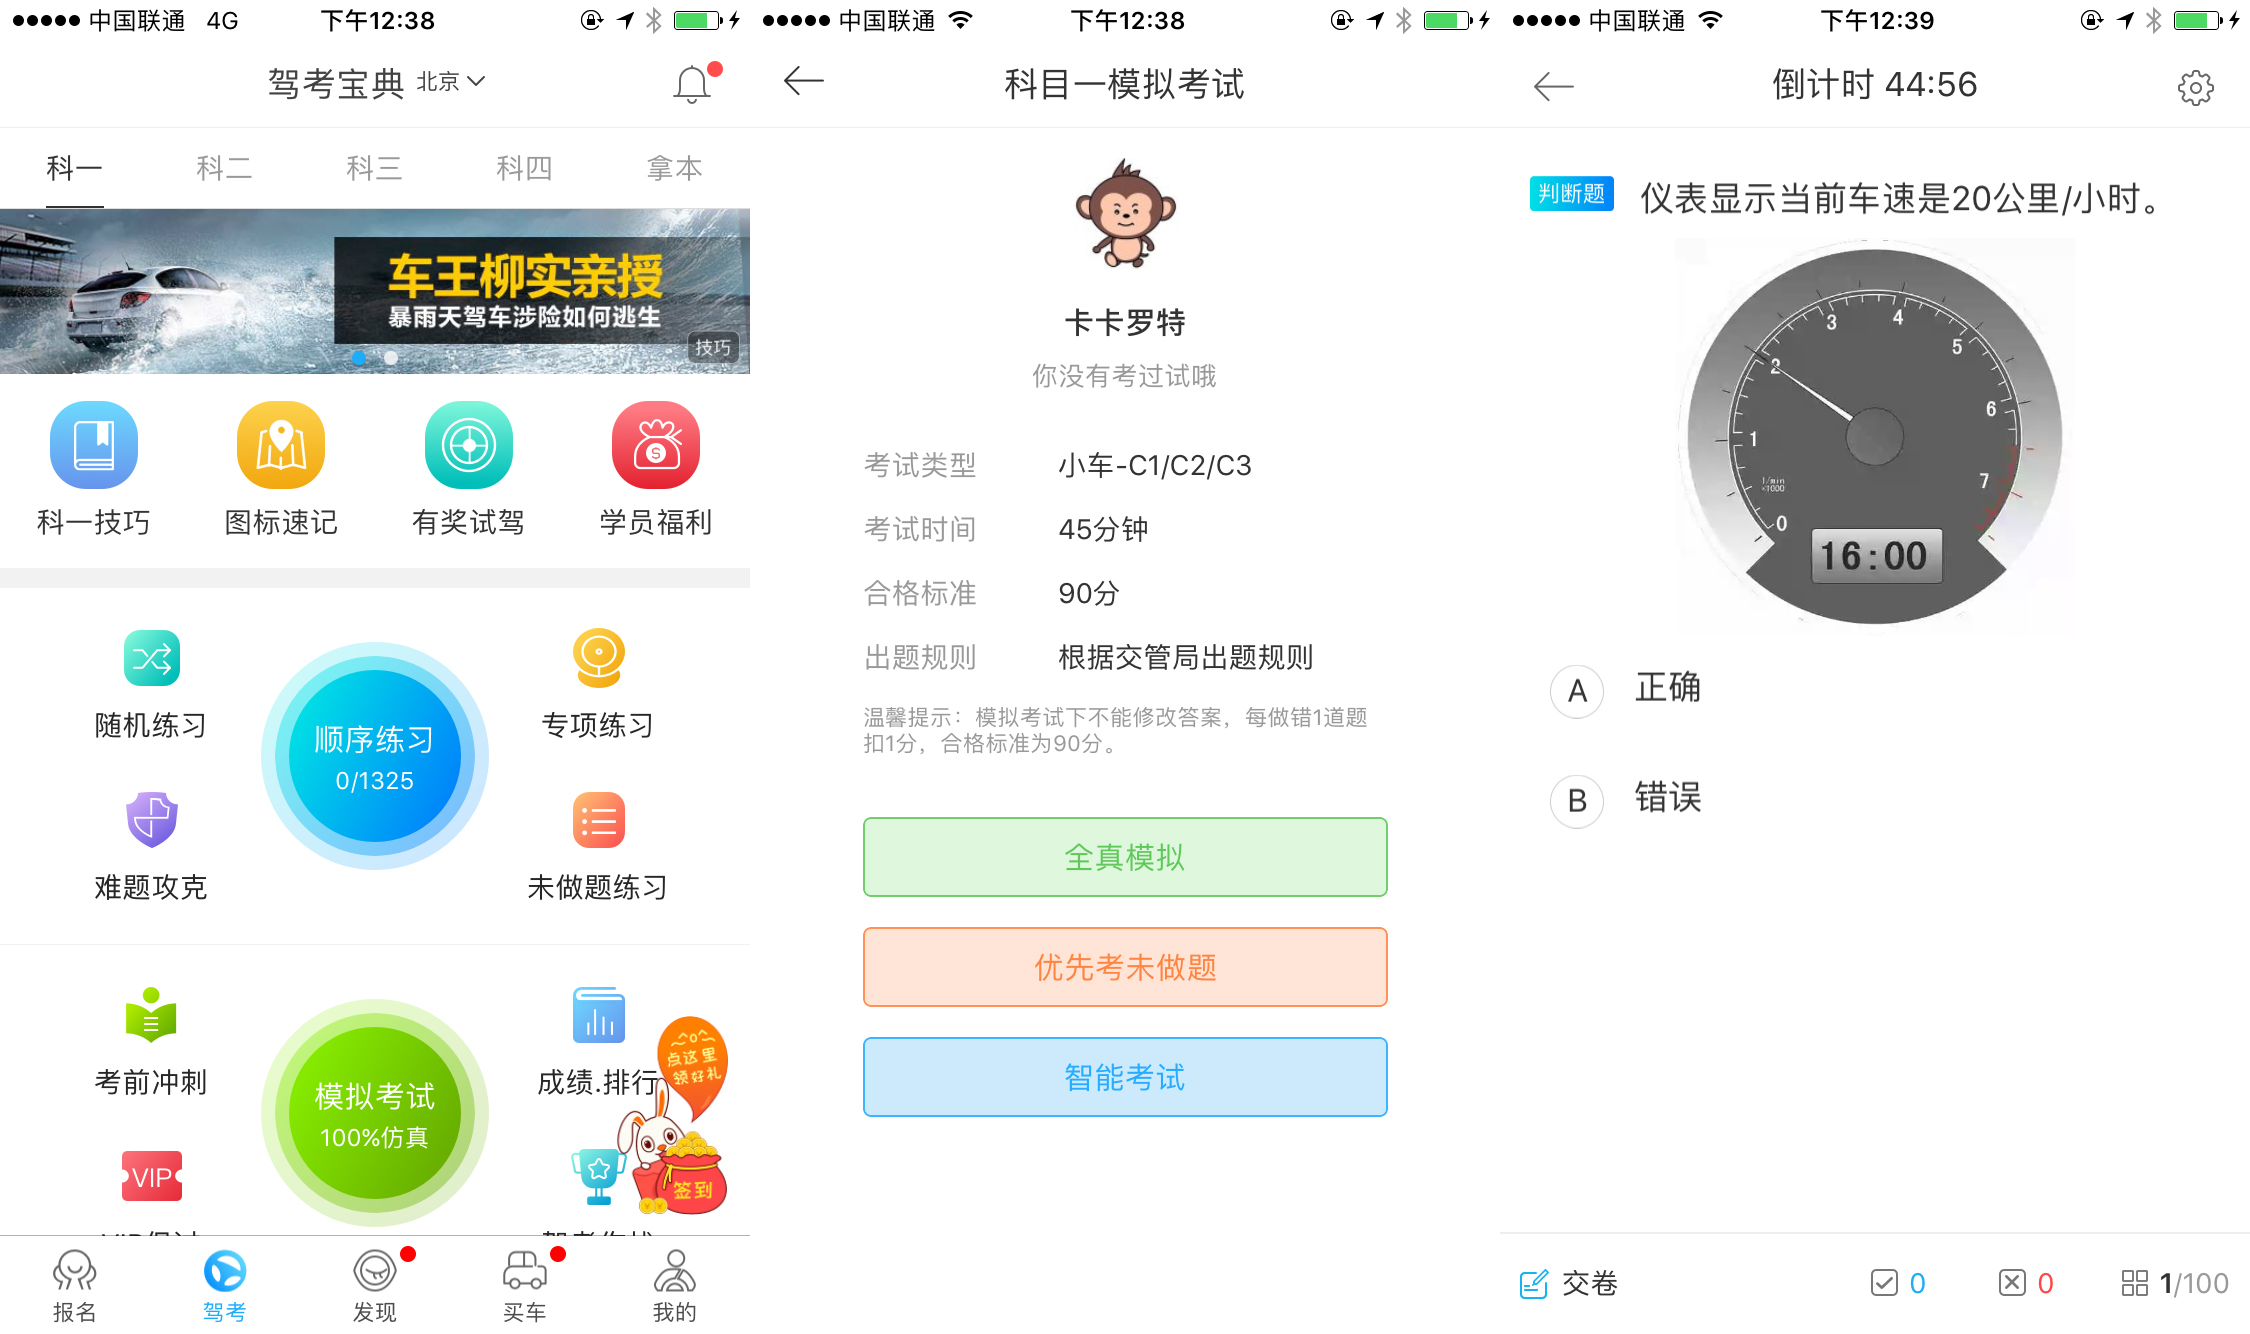 中国联通 4G 下午12:38
驾考宝典 北京
科一 科二 科三 科四 拿本
车王柳实亲授
暴雨天驾车涉险如何逃生
技巧
科一技巧 图标速记 有奖试驾 学员福利
随机练习 专项练习
顺序练习
0/1325
难题攻克 未做题练习
考前冲刺 成绩.排行
点这里
领好礼
模拟考试
100%仿真
VIP
签到
报名 驾考 发现 买车 我的
中国联通 下午12:38
科目一模拟考试
卡卡罗特
你没有考过试哦
考试类型 小车-C1/C2/C3
考试时间 45分钟
合格标准 90分
出题规则 根据交管局出题规则
温馨提示：模拟考试下不能修改答案，每做错1道题
扣1分，合格标准为90分。
全真模拟
优先考未做题
智能考试
中国联通 下午12:39
倒计时 44:56
判断题 仪表显示当前车速是20公里/小时。
0 1 2 3 4 5 6 7
1/min
×1000
16:00
A 正确
B 错误
交卷 0 0 1/100